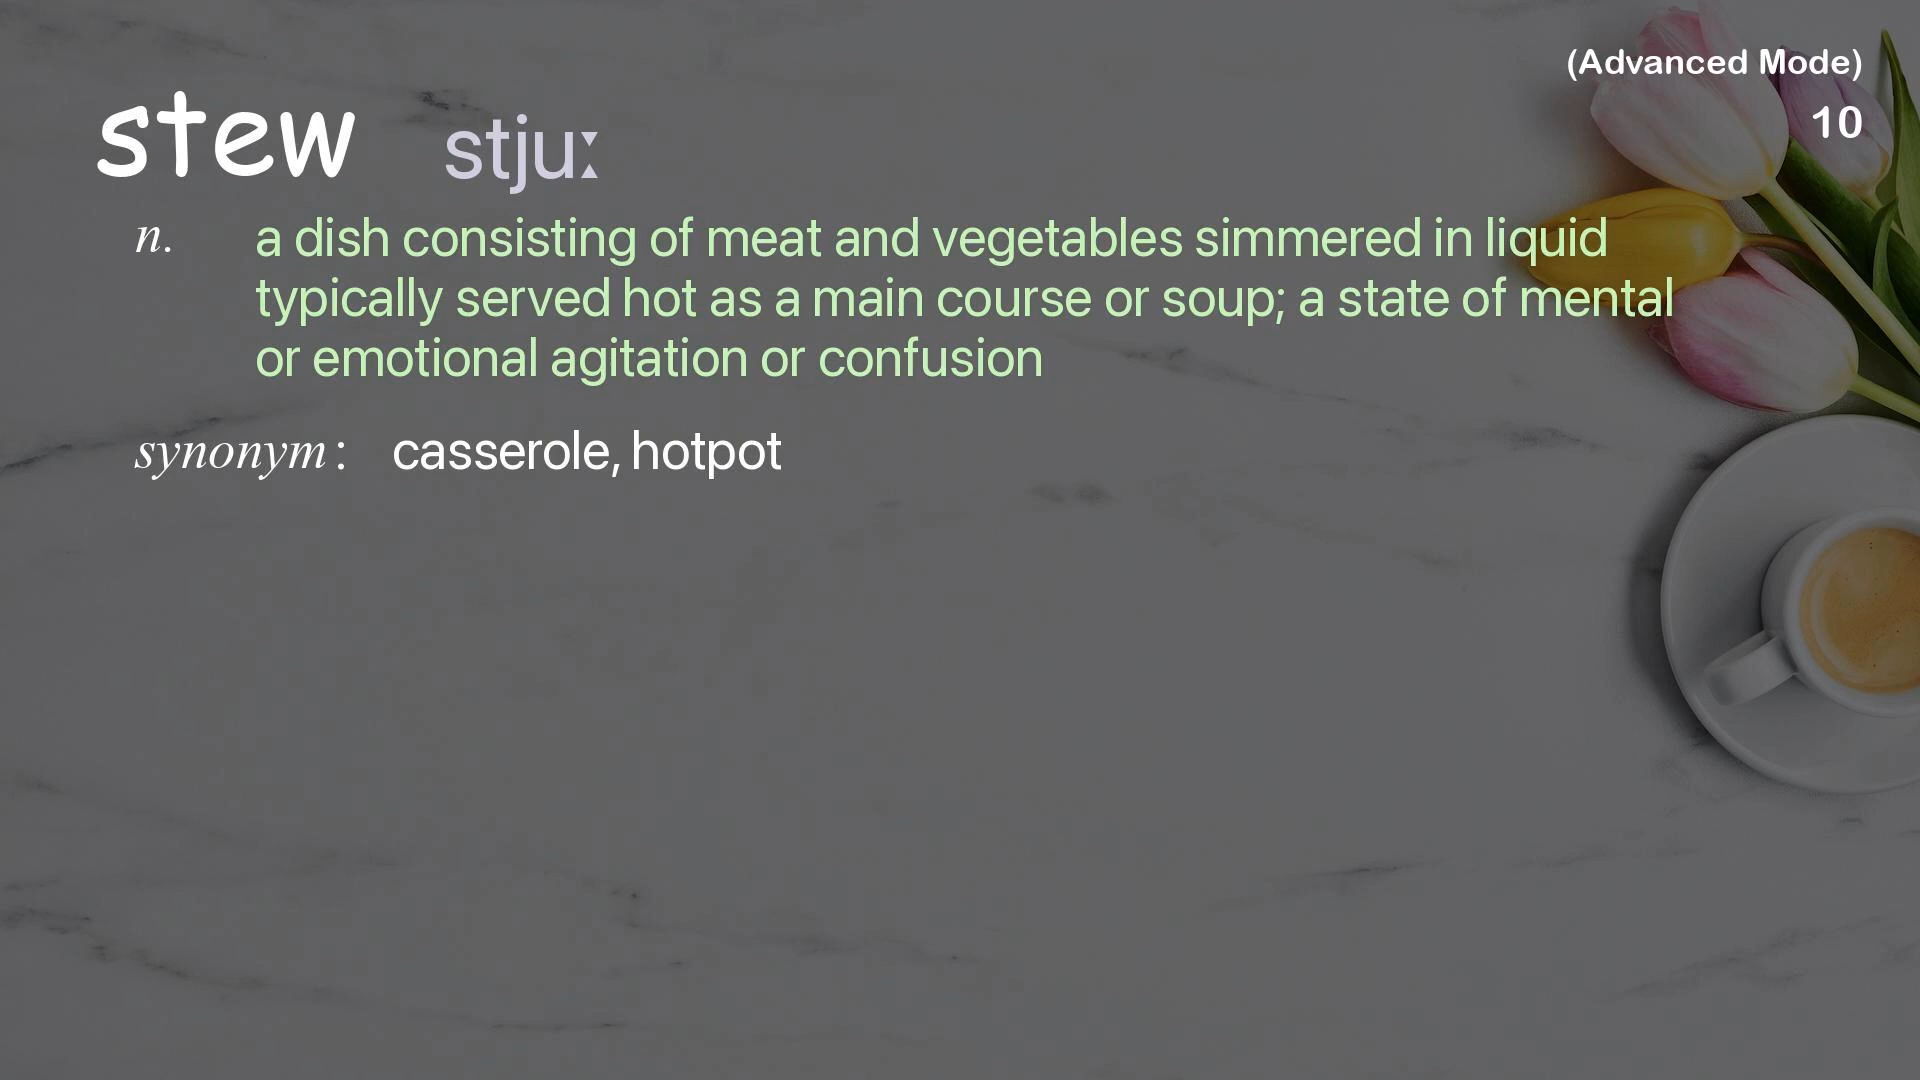 (Advanced Mode)
10
stew stjuː
n. a dish consisting of meat and vegetables simmered in liquid
typically served hot as a main course or soup; a state of mental
or emotional agitation or confusion
synonym: casserole, hotpot